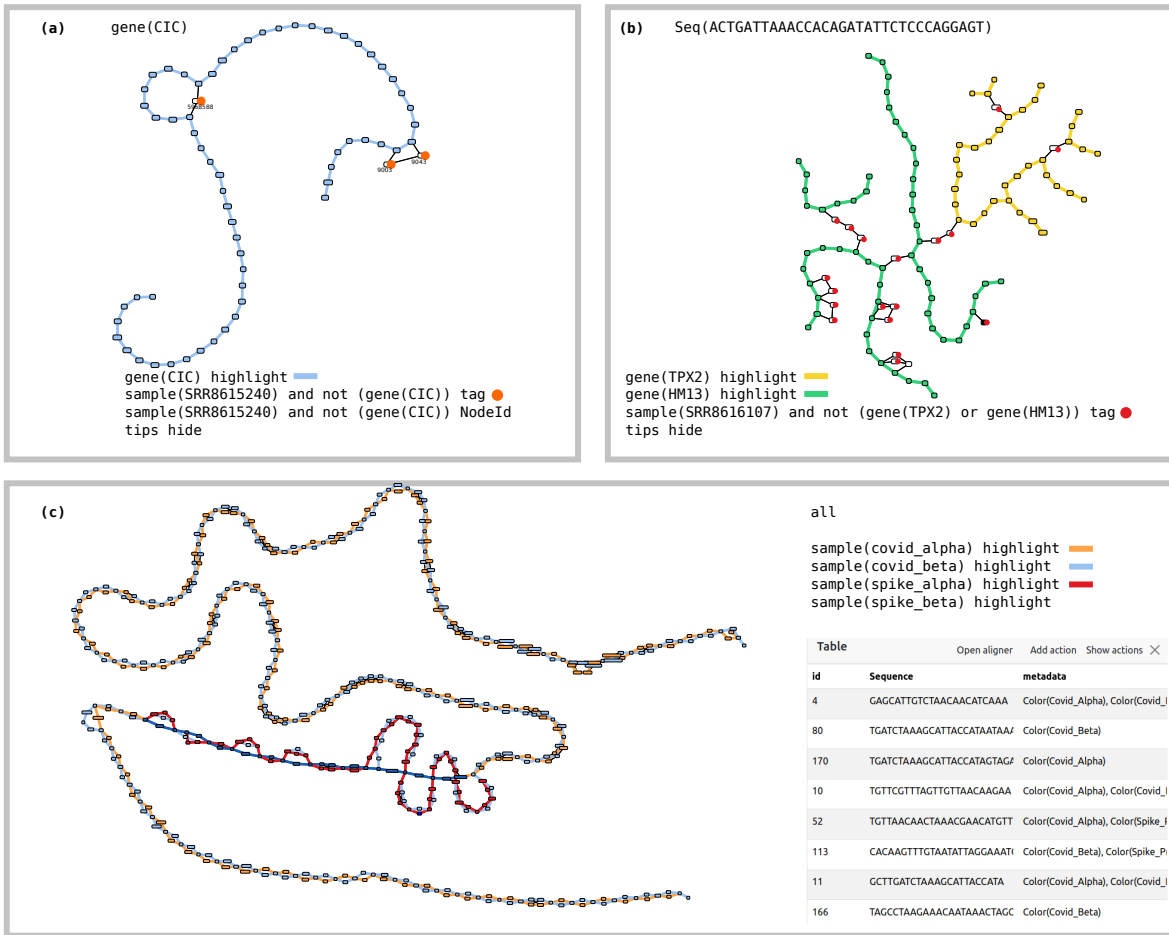 (a) gene(CIC)
5968588
9003
9043
gene(CIC) highlight
sample(SRR8615240) and not (gene(CIC)) tag
sample(SRR8615240) and not (gene(CIC)) NodeId
tips hide
(b) Seq(ACTGATTAAACCACAGATATTCTCCCAGGAGT)
gene(TPX2) highlight
gene(HM13) highlight
sample(SRR8616107) and not (gene(TPX2) or gene(HM13)) tag
tips hide
(c)
all
sample(covid_alpha) highlight
sample(covid_beta) highlight
sample(spike_alpha) highlight
sample(spike_beta) highlight
Table Open aligner Add action Show actions
id Sequence metadata
4 GAGCATTGTCTAACAACATCAAA Color(Covid_Alpha), Color(Covid_
80 TGATCTAAAGCATTACCATAATAAA Color(Covid_Beta)
170 TGATCTAAAGCATTACCATAGTAGA Color(Covid_Alpha)
10 TGTTCGTTTAGTTGTTAACAAGAA Color(Covid_Alpha), Color(Covid_
52 TGTTAACAACTAAACGAACATGTT Color(Covid_Alpha), Color(Spike_
113 CACAAGTTTGTAATATTAGGAAAT Color(Covid_Beta), Color(Spike_P
11 GCTTGATCTAAAGCATTACCATA Color(Covid_Alpha), Color(Covid_
166 TAGCCTAAGAAACAATAAACTAGC Color(Covid_Beta)